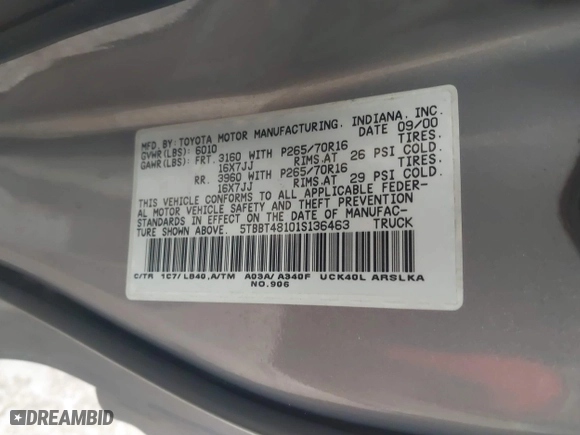 MFD. BY: TOYOTA MOTOR MANUFACTURING, INDIANA, INC.
GVWR (LBS): 6010 DATE 09/00
GAWR (LBS): FRT. 3160 WITH P265/70R16 TIRES.
16X7JJ RIMS.AT 26 PSI COLD.
RR. 3960 WITH P265/70R16 TIRES.
16X7JJ RIMS.AT 29 PSI COLD.
THIS VEHICLE CONFORMS TO ALL APPLICABLE FEDER-
AL MOTOR VEHICLE SAFETY AND THEFT PREVENTION
STANDARDS IN EFFECT ON THE DATE OF MANUFAC-
TURE SHOWN ABOVE. 5TBBT48101S136463 TRUCK
C/TR 1C7/ LB40 ,A/TM A03A/ A340F UCK40L ARSLKA
NO.906
DREAMBID